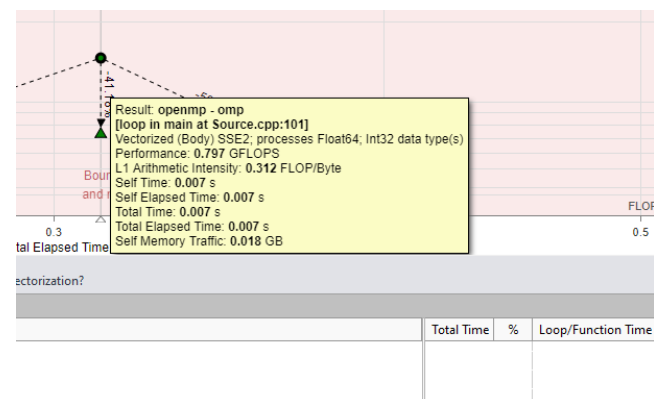 -41.18%
Result: openmp - omp
[loop in main at Source.cpp:101]
Vectorized (Body) SSE2; processes Float64; Int32 data type(s)
Performance: 0.797 GFLOPS
L1 Arithmetic Intensity: 0.312 FLOP/Byte
Self Time: 0.007 s
Self Elapsed Time: 0.007 s
Total Time: 0.007 s
Total Elapsed Time: 0.007 s
Self Memory Traffic: 0.018 GB
Bour
and
FLOP
0.3
0.5
tal Elapsed Time
ectorization?
Total Time % Loop/Function Time